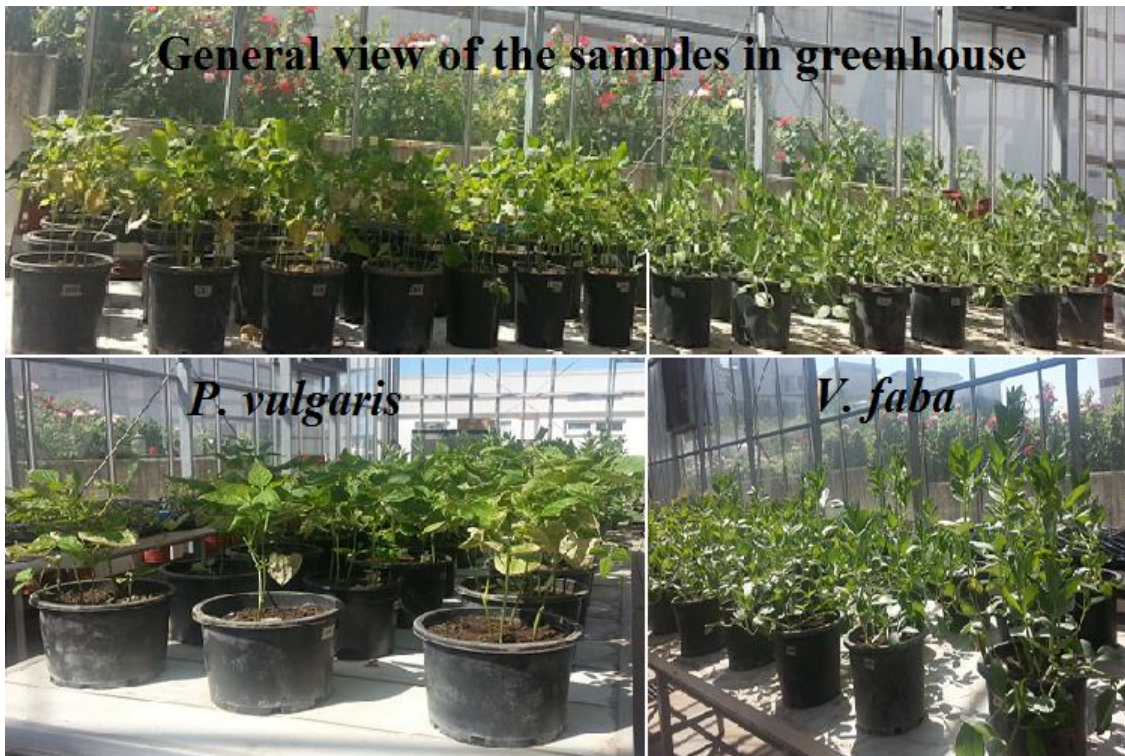 General view of the samples in greenhouse
P. vulgaris
V. faba